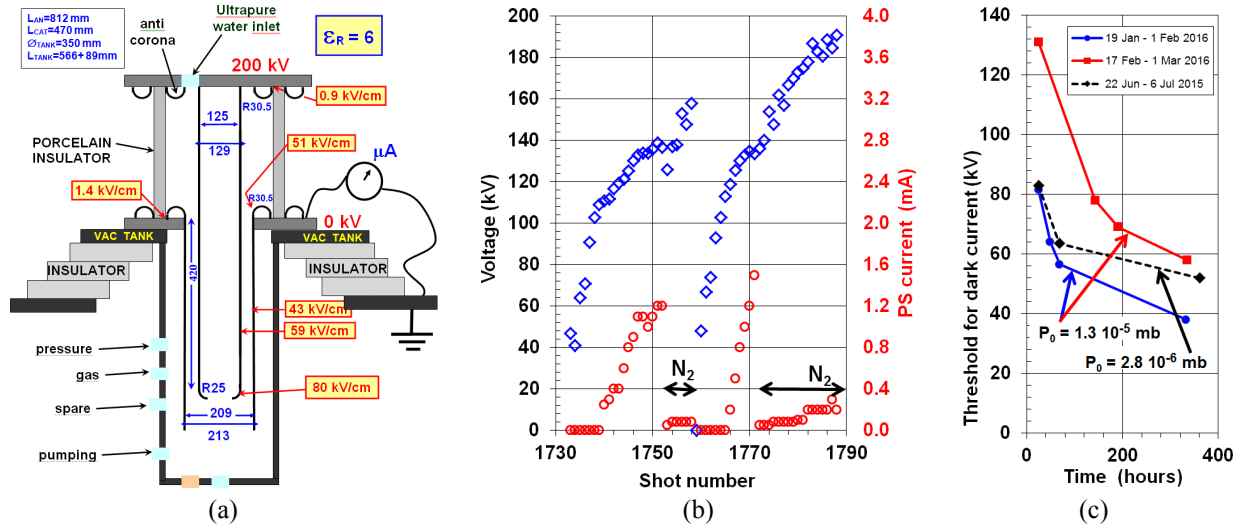 L_AN=812 mm
L_CAT=470 mm
Ø_TANK=350 mm
L_TANK=566+ 89mm
anti
corona
Ultrapure
water inlet
ε_R = 6
200 kV
R30.5
0.9 kV/cm
125
129
PORCELAIN
INSULATOR
51 kV/cm
μA
1.4 kV/cm
R30.5
0 kV
VAC TANK
VAC TANK
INSULATOR
INSULATOR
420
43 kV/cm
59 kV/cm
pressure
gas
spare
pumping
R25
80 kV/cm
209
213
(a)
Voltage (kV)
200
180
160
140
120
100
80
60
40
20
0
4.0
3.6
3.2
2.8
2.4
2.0
1.6
1.2
0.8
0.4
0.0
PS current (mA)
N₂
N₂
1730
1750
1770
1790
Shot number
(b)
Threshold for dark current (kV)
140
120
100
80
60
40
20
0
19 Jan - 1 Feb 2016
17 Feb - 1 Mar 2016
22 Jun - 6 Jul 2015
P₀ = 1.3 10⁻⁵ mb
P₀ = 2.8 10⁻⁶ mb
0
200
400
Time (hours)
(c)